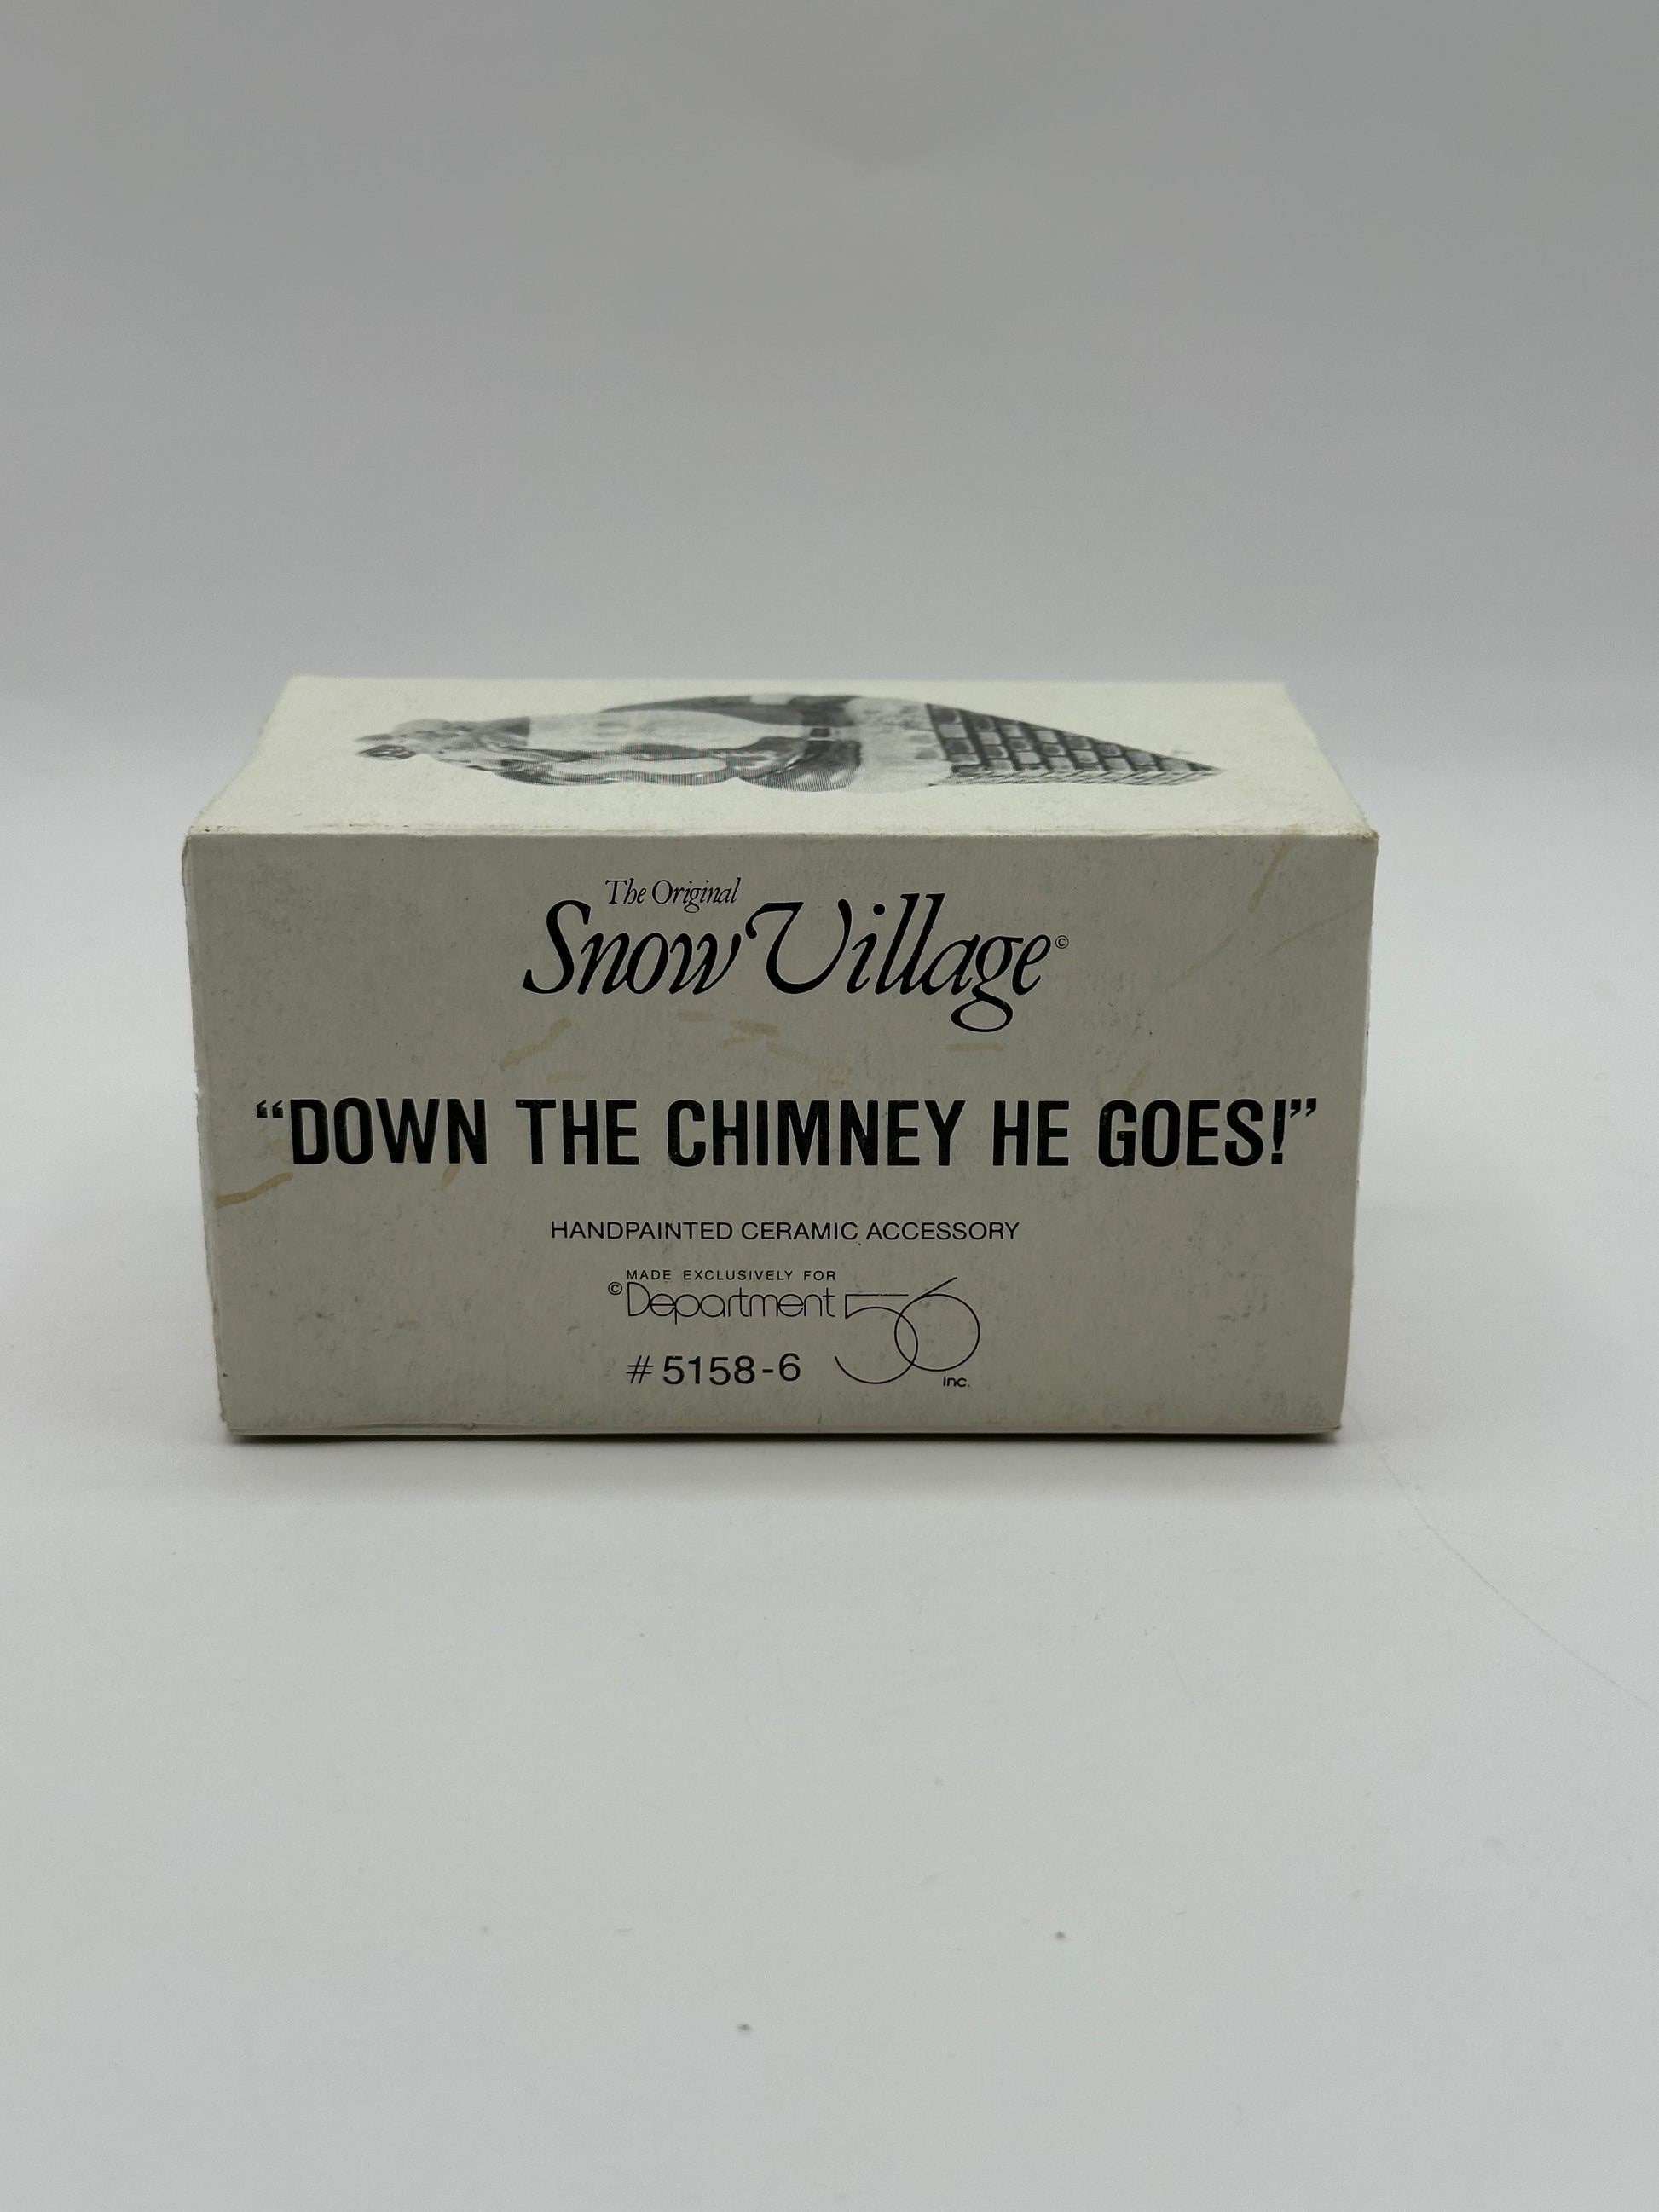 The Original
Snow Village©
“DOWN THE CHIMNEY HE GOES!”
HANDPAINTED CERAMIC ACCESSORY
MADE EXCLUSIVELY FOR
©Department 56
inc.
#5158-6